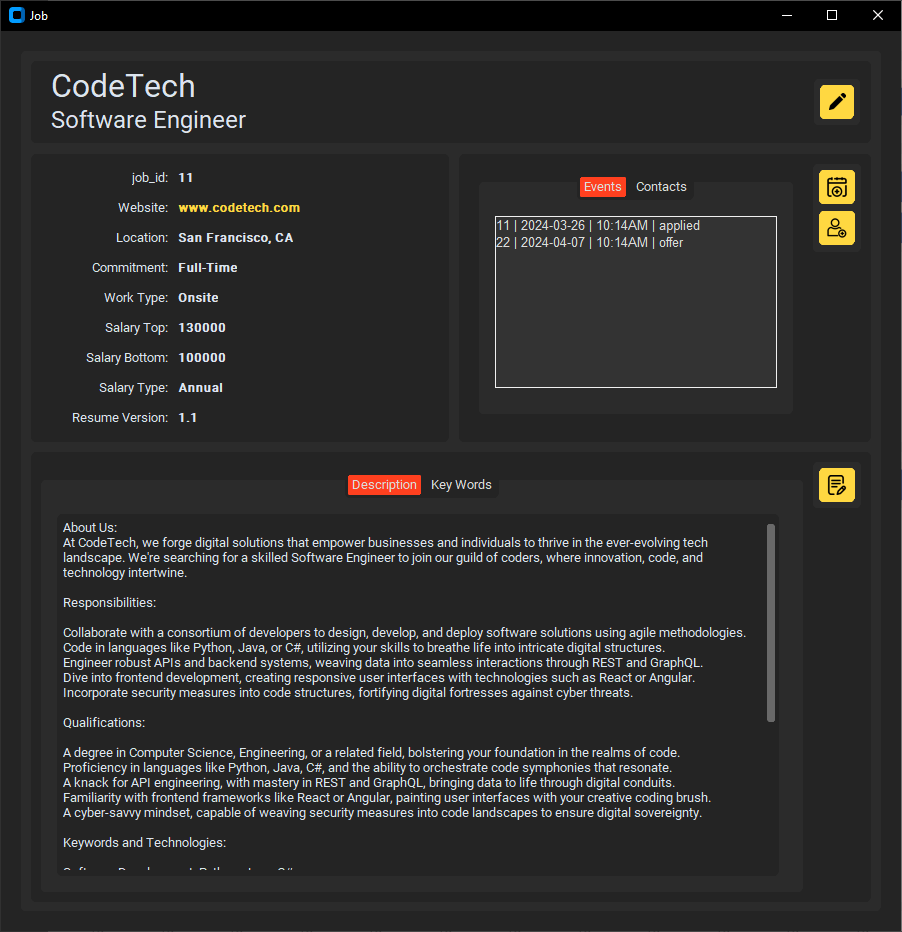 Job
CodeTech
Software Engineer
job_id: 11
Website: www.codetech.com
Location: San Francisco, CA
Commitment: Full-Time
Work Type: Onsite
Salary Top: 130000
Salary Bottom: 100000
Salary Type: Annual
Resume Version: 1.1
Events Contacts
11 | 2024-03-26 | 10:14AM | applied
22 | 2024-04-07 | 10:14AM | offer
Description Key Words
About Us:
At CodeTech, we forge digital solutions that empower businesses and individuals to thrive in the ever-evolving tech
landscape. We're searching for a skilled Software Engineer to join our guild of coders, where innovation, code, and
technology intertwine.
Responsibilities:
Collaborate with a consortium of developers to design, develop, and deploy software solutions using agile methodologies.
Code in languages like Python, Java, or C#, utilizing your skills to breathe life into intricate digital structures.
Engineer robust APIs and backend systems, weaving data into seamless interactions through REST and GraphQL.
Dive into frontend development, creating responsive user interfaces with technologies such as React or Angular.
Incorporate security measures into code structures, fortifying digital fortresses against cyber threats.
Qualifications:
A degree in Computer Science, Engineering, or a related field, bolstering your foundation in the realms of code.
Proficiency in languages like Python, Java, C#, and the ability to orchestrate code symphonies that resonate.
A knack for API engineering, with mastery in REST and GraphQL, bringing data to life through digital conduits.
Familiarity with frontend frameworks like React or Angular, painting user interfaces with your creative coding brush.
A cyber-savvy mindset, capable of weaving security measures into code landscapes to ensure digital sovereignty.
Keywords and Technologies: